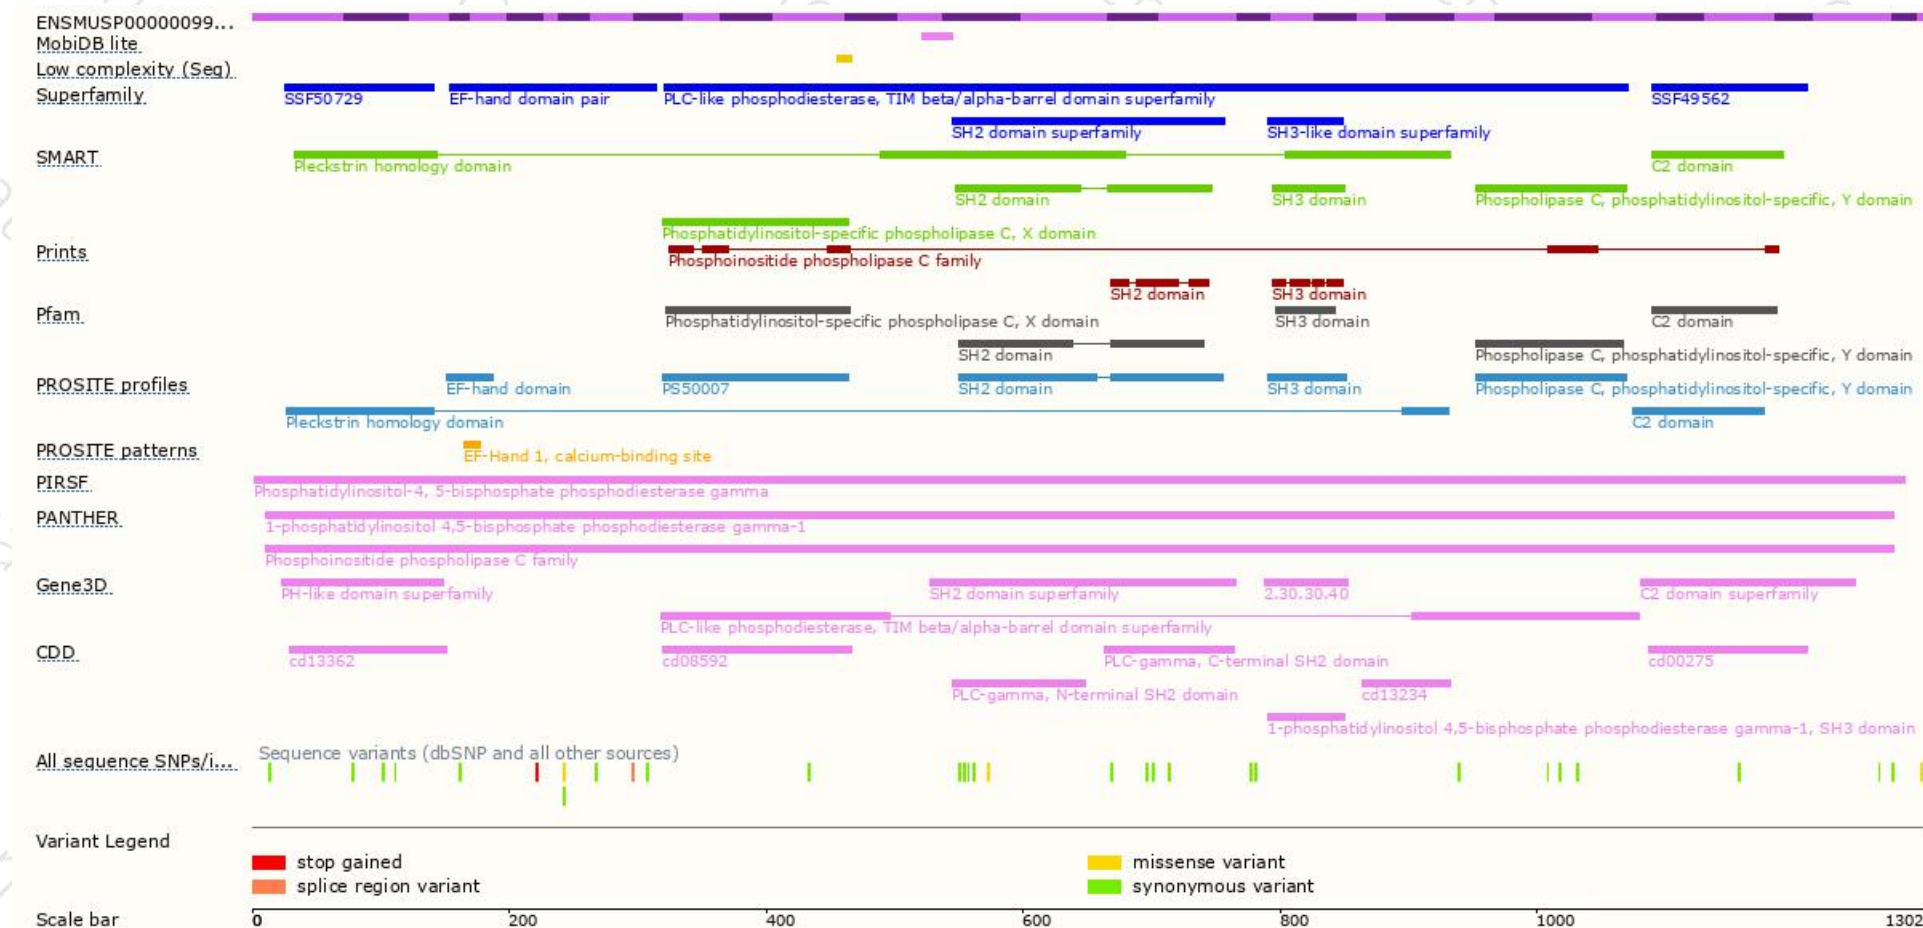 ENSMUSP00000099...
MobiDB lite
Low complexity (Seg)
Superfamily
SSF50729
EF-hand domain pair
PLC-like phosphodiesterase, TIM beta/alpha-barrel domain superfamily
SSF49562
SH2 domain superfamily
SH3-like domain superfamily
SMART
Pleckstrin homology domain
C2 domain
SH2 domain
SH3 domain
Phospholipase C, phosphatidylinositol-specific, Y domain
Phosphatidylinositol-specific phospholipase C, X domain
Prints
Phosphoinositide phospholipase C family
SH2 domain
SH3 domain
Pfam
Phosphatidylinositol-specific phospholipase C, X domain
SH3 domain
C2 domain
SH2 domain
Phospholipase C, phosphatidylinositol-specific, Y domain
PROSITE profiles
EF-hand domain
PS50007
SH2 domain
SH3 domain
Phospholipase C, phosphatidylinositol-specific, Y domain
Pleckstrin homology domain
C2 domain
PROSITE patterns
EF-Hand 1, calcium-binding site
PIRSF
Phosphatidylinositol-4, 5-bisphosphate phosphodiesterase gamma
PANTHER
1-phosphatidylinositol 4,5-bisphosphate phosphodiesterase gamma-1
Phosphoinositide phospholipase C family
Gene3D
PH-like domain superfamily
SH2 domain superfamily
2.30.30.40
C2 domain superfamily
PLC-like phosphodiesterase, TIM beta/alpha-barrel domain superfamily
CDD
cd13362
cd08592
PLC-gamma, C-terminal SH2 domain
cd00275
PLC-gamma, N-terminal SH2 domain
cd13234
1-phosphatidylinositol 4,5-bisphosphate phosphodiesterase gamma-1, SH3 domain
All sequence SNPs/i...
Sequence variants (dbSNP and all other sources)
Variant Legend
stop gained
missense variant
splice region variant
synonymous variant
Scale bar
0
200
400
600
800
1000
1302